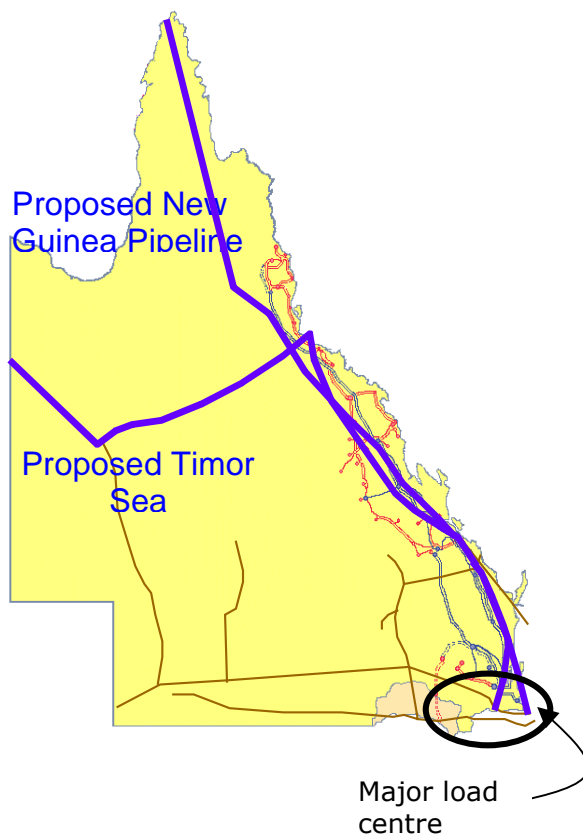 Proposed New
Guinea Pipeline
Proposed Timor
Sea
Major load
centre